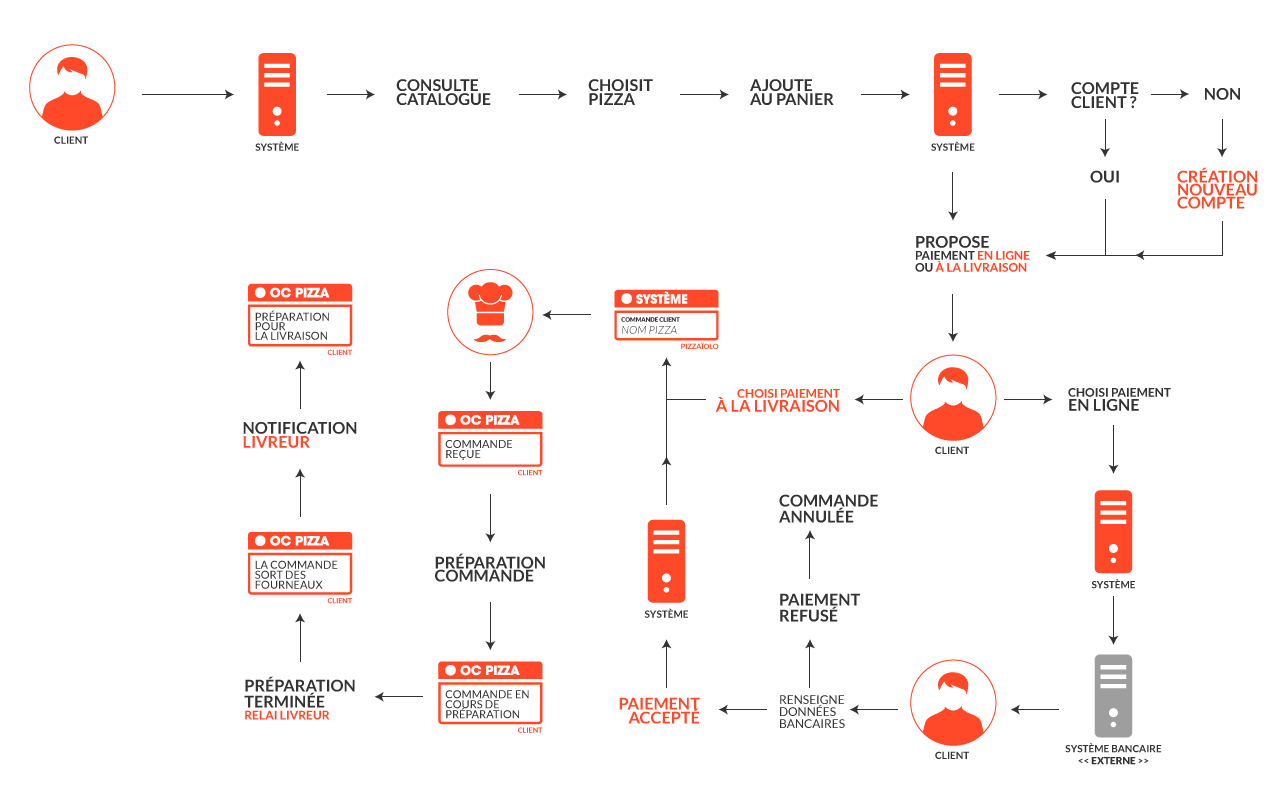 CLIENT
SYSTÈME
CONSULTE
CATALOGUE
CHOISIT
PIZZA
AJOUTE
AU PANIER
SYSTÈME
COMPTE
CLIENT ?
NON
OUI
CRÉATION
NOUVEAU
COMPTE
PROPOSE
PAIEMENT EN LIGNE
OU À LA LIVRAISON
CLIENT
CHOISI PAIEMENT
EN LIGNE
CHOISI PAIEMENT
À LA LIVRAISON
SYSTÈME
SYSTÈME BANCAIRE
<< EXTERNE >>
CLIENT
RENSEIGNE
DONNÉES
BANCAIRES
PAIEMENT
REFUSÉ
COMMANDE
ANNULÉE
PAIEMENT
ACCEPTÉ
SYSTÈME
SYSTÈME
COMMANDE CLIENT
NOM PIZZA
PIZZAÏOLO
OC PIZZA
COMMANDE
REÇUE
CLIENT
PRÉPARATION
COMMANDE
OC PIZZA
COMMANDE EN
COURS DE
PRÉPARATION
CLIENT
PRÉPARATION
TERMINÉE
RELAI LIVREUR
OC PIZZA
LA COMMANDE
SORT DES
FOURNEAUX
CLIENT
NOTIFICATION
LIVREUR
OC PIZZA
PRÉPARATION
POUR
LA LIVRAISON
CLIENT